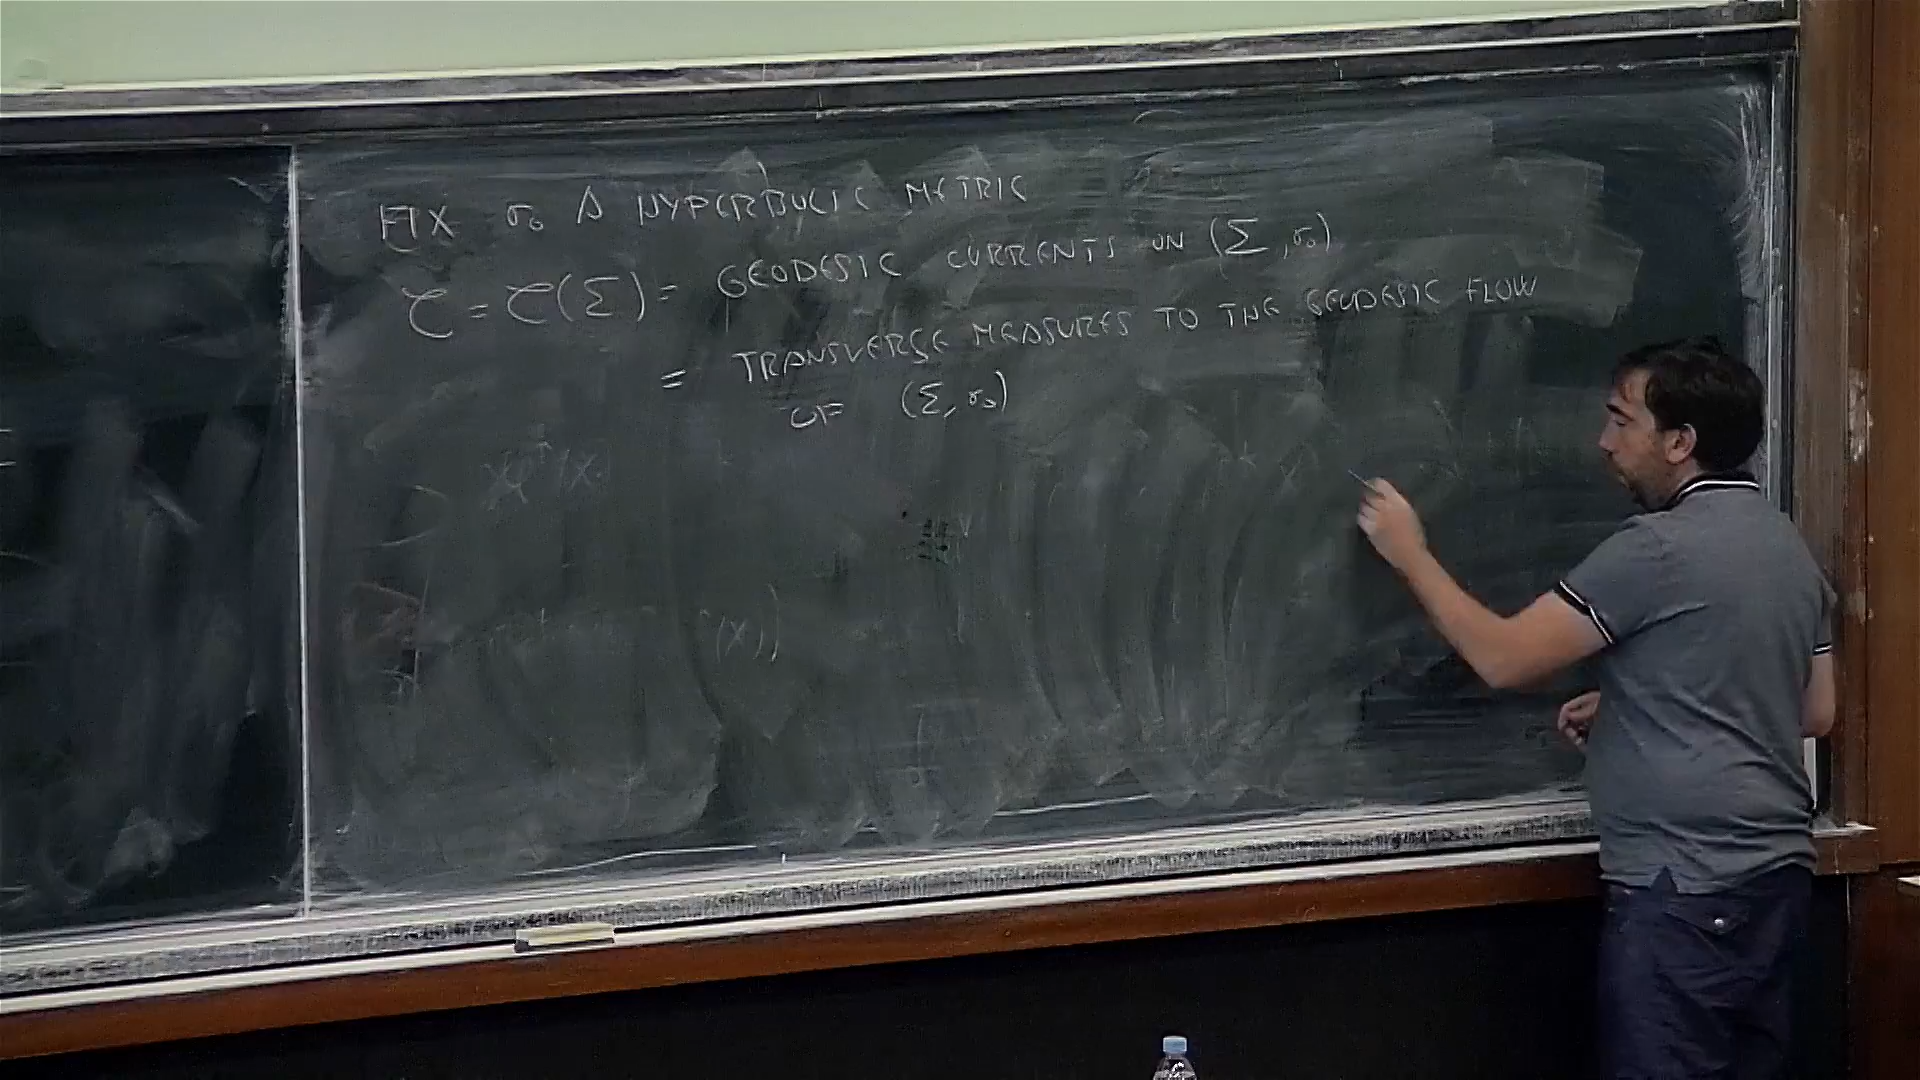 FIX σ₀ A HYPERBOLIC METRIC
C = C(Σ) = GEODESIC CURRENTS ON (Σ, σ₀)
= TRANSVERSE MEASURES TO THE GEODESIC FLOW
OF (Σ, σ₀)